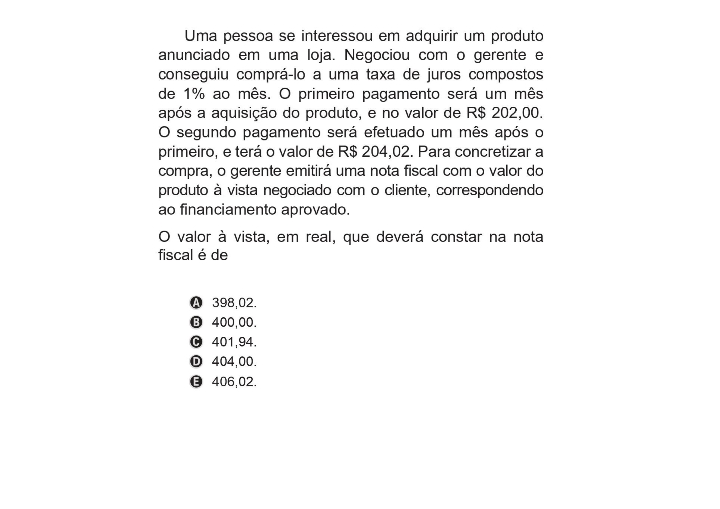 Uma pessoa se interessou em adquirir um produto
anunciado em uma loja. Negociou com o gerente e
conseguiu comprá-lo a uma taxa de juros compostos
de 1% ao mês. O primeiro pagamento será um mês
após a aquisição do produto, e no valor de R$ 202,00.
O segundo pagamento será efetuado um mês após o
primeiro, e terá o valor de R$ 204,02. Para concretizar a
compra, o gerente emitirá uma nota fiscal com o valor do
produto à vista negociado com o cliente, correspondendo
ao financiamento aprovado.
O valor à vista, em real, que deverá constar na nota
fiscal é de
A 398,02.
B 400,00.
C 401,94.
D 404,00.
E 406,02.